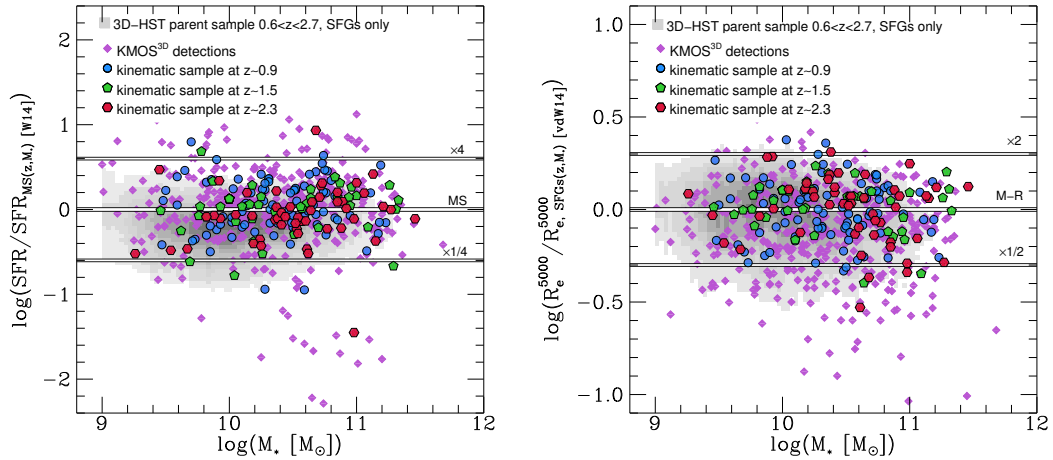 3D-HST parent sample 0.6<z<2.7, SFGs only
KMOS3D detections
kinematic sample at z~0.9
kinematic sample at z~1.5
kinematic sample at z~2.3
×4
MS
×1/4
2
1
0
−1
−2
log(SFR/SFR_MS(z,M*) [W14])
9 10 11 12
log(M* [M⊙])
3D-HST parent sample 0.6<z<2.7, SFGs only
KMOS3D detections
kinematic sample at z~0.9
kinematic sample at z~1.5
kinematic sample at z~2.3
×2
M−R
×1/2
1.0
0.5
0.0
−0.5
−1.0
log(R_e^5000 / R_e, SFGs(z,M*)^5000 [vdW14])
9 10 11 12
log(M* [M⊙])